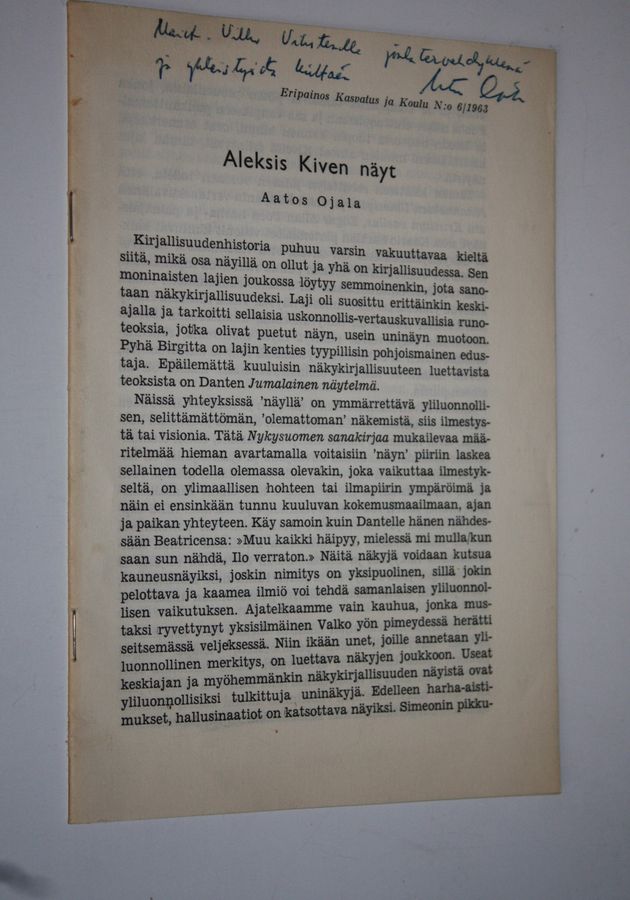 ja yhteistyöstä kiittäen
Eripainos Kasvatus ja Koulu N:o 6/1963
Aleksis Kiven näyt
Aatos Ojala
Kirjallisuudenhistoria puhuu varsin vakuuttavaa kieltä
siitä, mikä osa näyillä on ollut ja yhä on kirjallisuudessa. Sen
moninaisten lajien joukossa löytyy semmoinenkin, jota sano-
taan näkykirjallisuudeksi. Laji oli suosittu erittäinkin keski-
ajalla ja tarkoitti sellaisia uskonnollis-vertauskuvallisia runo-
teoksia, jotka olivat puetut näyn, usein uninäyn muotoon.
Pyhä Birgitta on lajin kenties tyypillisin pohjoismainen edus-
taja. Epäilemättä kuuluisin näkykirjallisuuteen luettavista
teoksista on Danten Jumalainen näytelmä.
Näissä yhteyksissä 'näyllä' on ymmärrettävä yliluonnolli-
sen, selittämättömän, 'olemattoman' näkemistä, siis ilmestys-
tä tai visionia. Tätä Nykysuomen sanakirjaa mukailevaa mää-
ritelmää hieman avartamalla voitaisiin 'näyn' piiriin laskea
sellainen todella olemassa olevakin, joka vaikuttaa ilmestyk-
seltä, on ylimaallisen hohteen tai ilmapiirin ympäröimä ja
näin ei ensinkään tunnu kuuluvan kokemusmaailmaan, ajan
ja paikan yhteyteen. Käy samoin kuin Dantelle hänen nähdes-
sään Beatricensa: »Muu kaikki häipyy, mielessä mi mulla/kun
saan sun nähdä, Ilo verraton.» Näitä näkyjä voidaan kutsua
kauneusnäyiksi, joskin nimitys on yksipuolinen, sillä jokin
pelottava ja kaamea ilmiö voi tehdä samanlaisen yliluonnol-
lisen vaikutuksen. Ajatelkaamme vain kauhua, jonka mus-
taksi ryvettynyt yksisilmäinen Valko yön pimeydessä herätti
seitsemässä veljeksessä. Niin ikään unet, joille annetaan yli-
luonnollinen merkitys, on luettava näkyjen joukkoon. Useat
keskiajan ja myöhemmänkin näkykirjallisuuden näyistä ovat
yliluonnollisiksi tulkittuja uninäkyjä. Edelleen harha-aisti-
mukset, hallusinaatiot on katsottava näyiksi. Simeonin pikku-